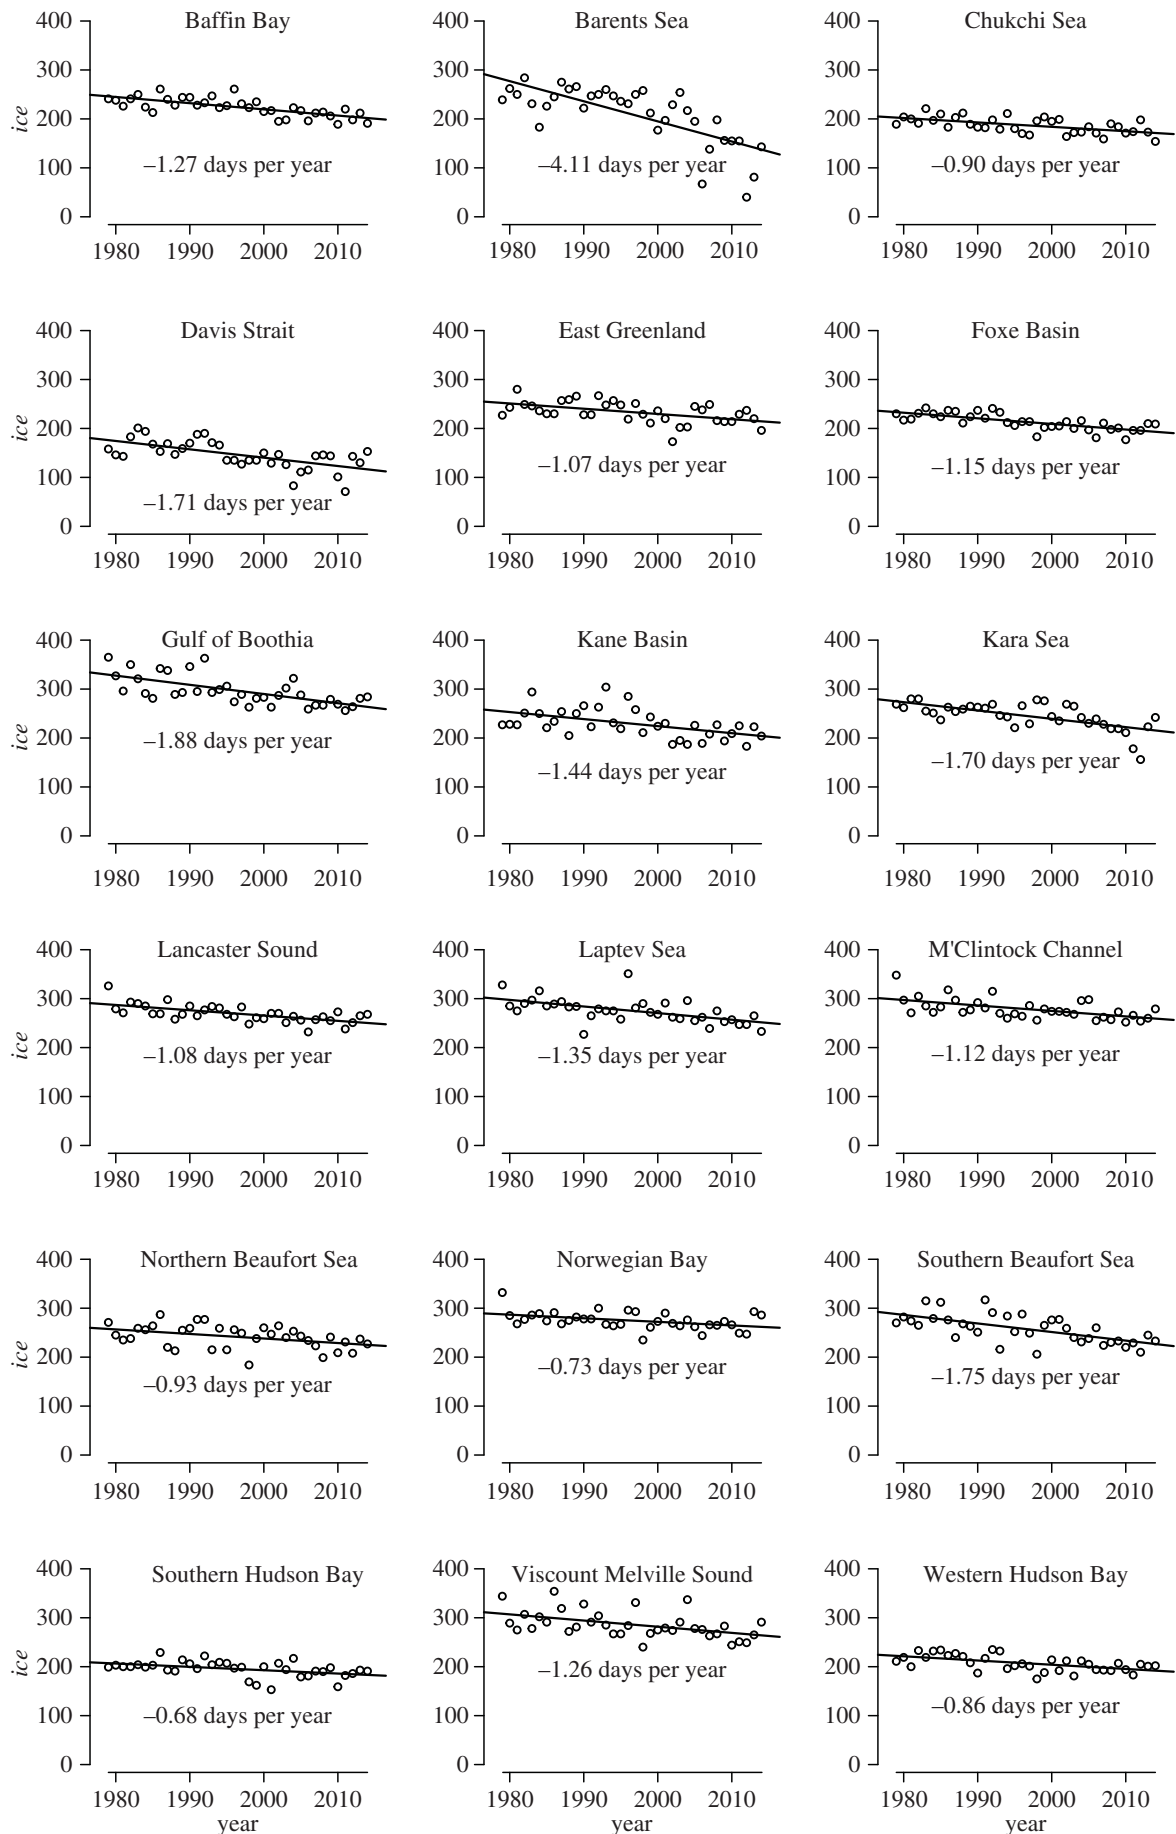 Baffin Bay Barents Sea Chukchi Sea
400 400 400
300 300 300
ice 200 200 200
–1.27 days per year –4.11 days per year –0.90 days per year
100 100 100
0 0 0
1980 1990 2000 2010 1980 1990 2000 2010 1980 1990 2000 2010
Davis Strait East Greenland Foxe Basin
400 400 400
300 300 300
ice 200 200 200
–1.71 days per year –1.07 days per year –1.15 days per year
100 100 100
0 0 0
1980 1990 2000 2010 1980 1990 2000 2010 1980 1990 2000 2010
Gulf of Boothia Kane Basin Kara Sea
400 400 400
300 300 300
ice 200 200 200
–1.88 days per year –1.44 days per year –1.70 days per year
100 100 100
0 0 0
1980 1990 2000 2010 1980 1990 2000 2010 1980 1990 2000 2010
Lancaster Sound Laptev Sea M'Clintock Channel
400 400 400
300 300 300
ice 200 200 200
–1.08 days per year –1.35 days per year –1.12 days per year
100 100 100
0 0 0
1980 1990 2000 2010 1980 1990 2000 2010 1980 1990 2000 2010
Northern Beaufort Sea Norwegian Bay Southern Beaufort Sea
400 400 400
300 300 300
ice 200 200 200
–0.93 days per year –0.73 days per year –1.75 days per year
100 100 100
0 0 0
1980 1990 2000 2010 1980 1990 2000 2010 1980 1990 2000 2010
Southern Hudson Bay Viscount Melville Sound Western Hudson Bay
400 400 400
300 300 300
ice 200 200 200
–0.68 days per year –1.26 days per year –0.86 days per year
100 100 100
0 0 0
1980 1990 2000 2010 1980 1990 2000 2010 1980 1990 2000 2010
year year year